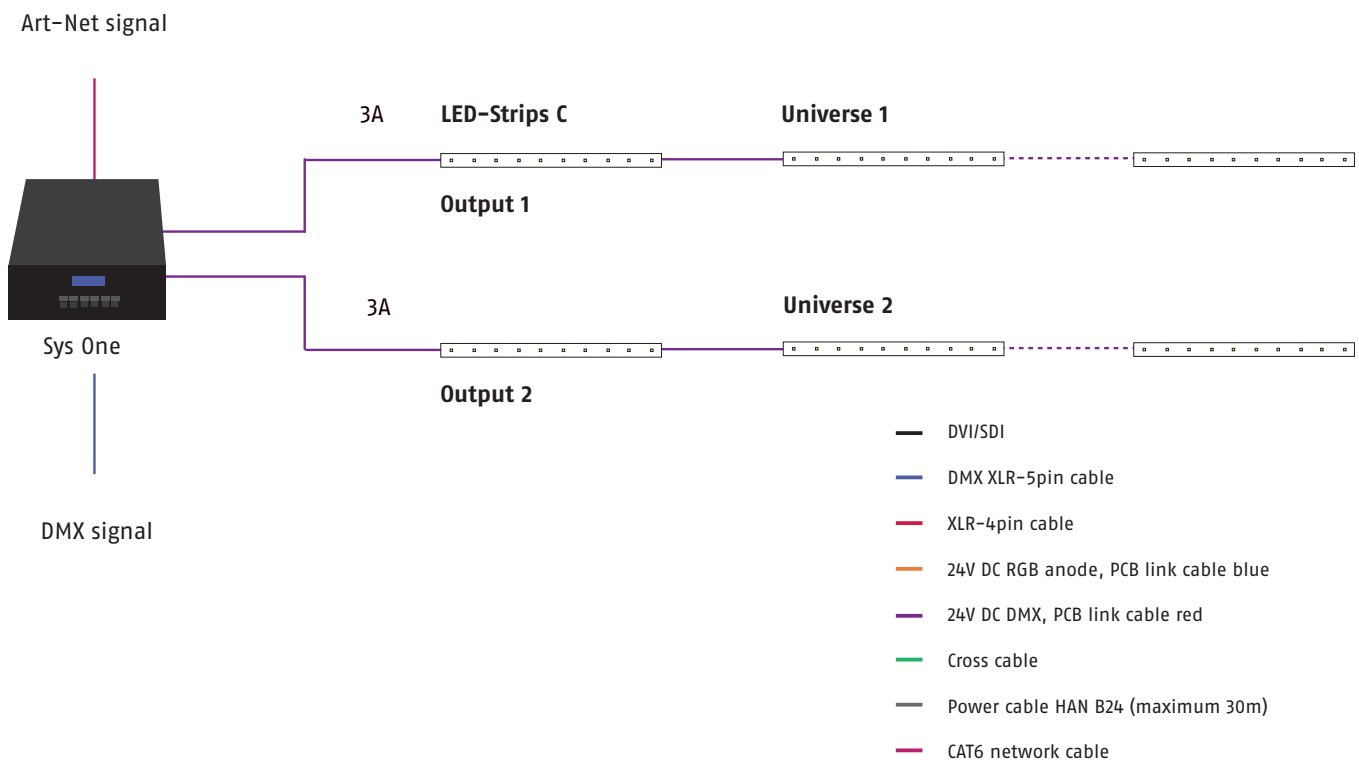 Art-Net signal
3A
LED-Strips C
Universe 1
Output 1
3A
Universe 2
Sys One
Output 2
DMX signal
DVI/SDI
DMX XLR-5pin cable
XLR-4pin cable
24V DC RGB anode, PCB link cable blue
24V DC DMX, PCB link cable red
Cross cable
Power cable HAN B24 (maximum 30m)
CAT6 network cable